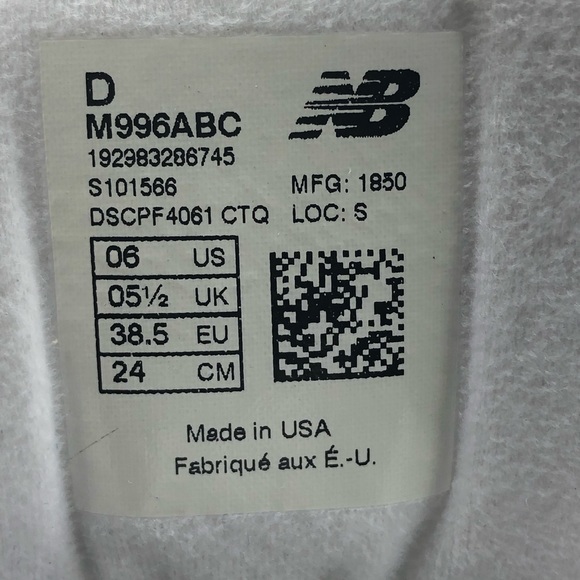 D
NB
M996ABC
192983286745
S101566 MFG: 1850
DSCPF4061 CTQ LOC: S
06 US
05½ UK
38.5 EU
24 CM
Made in USA
Fabriqué aux É.-U.